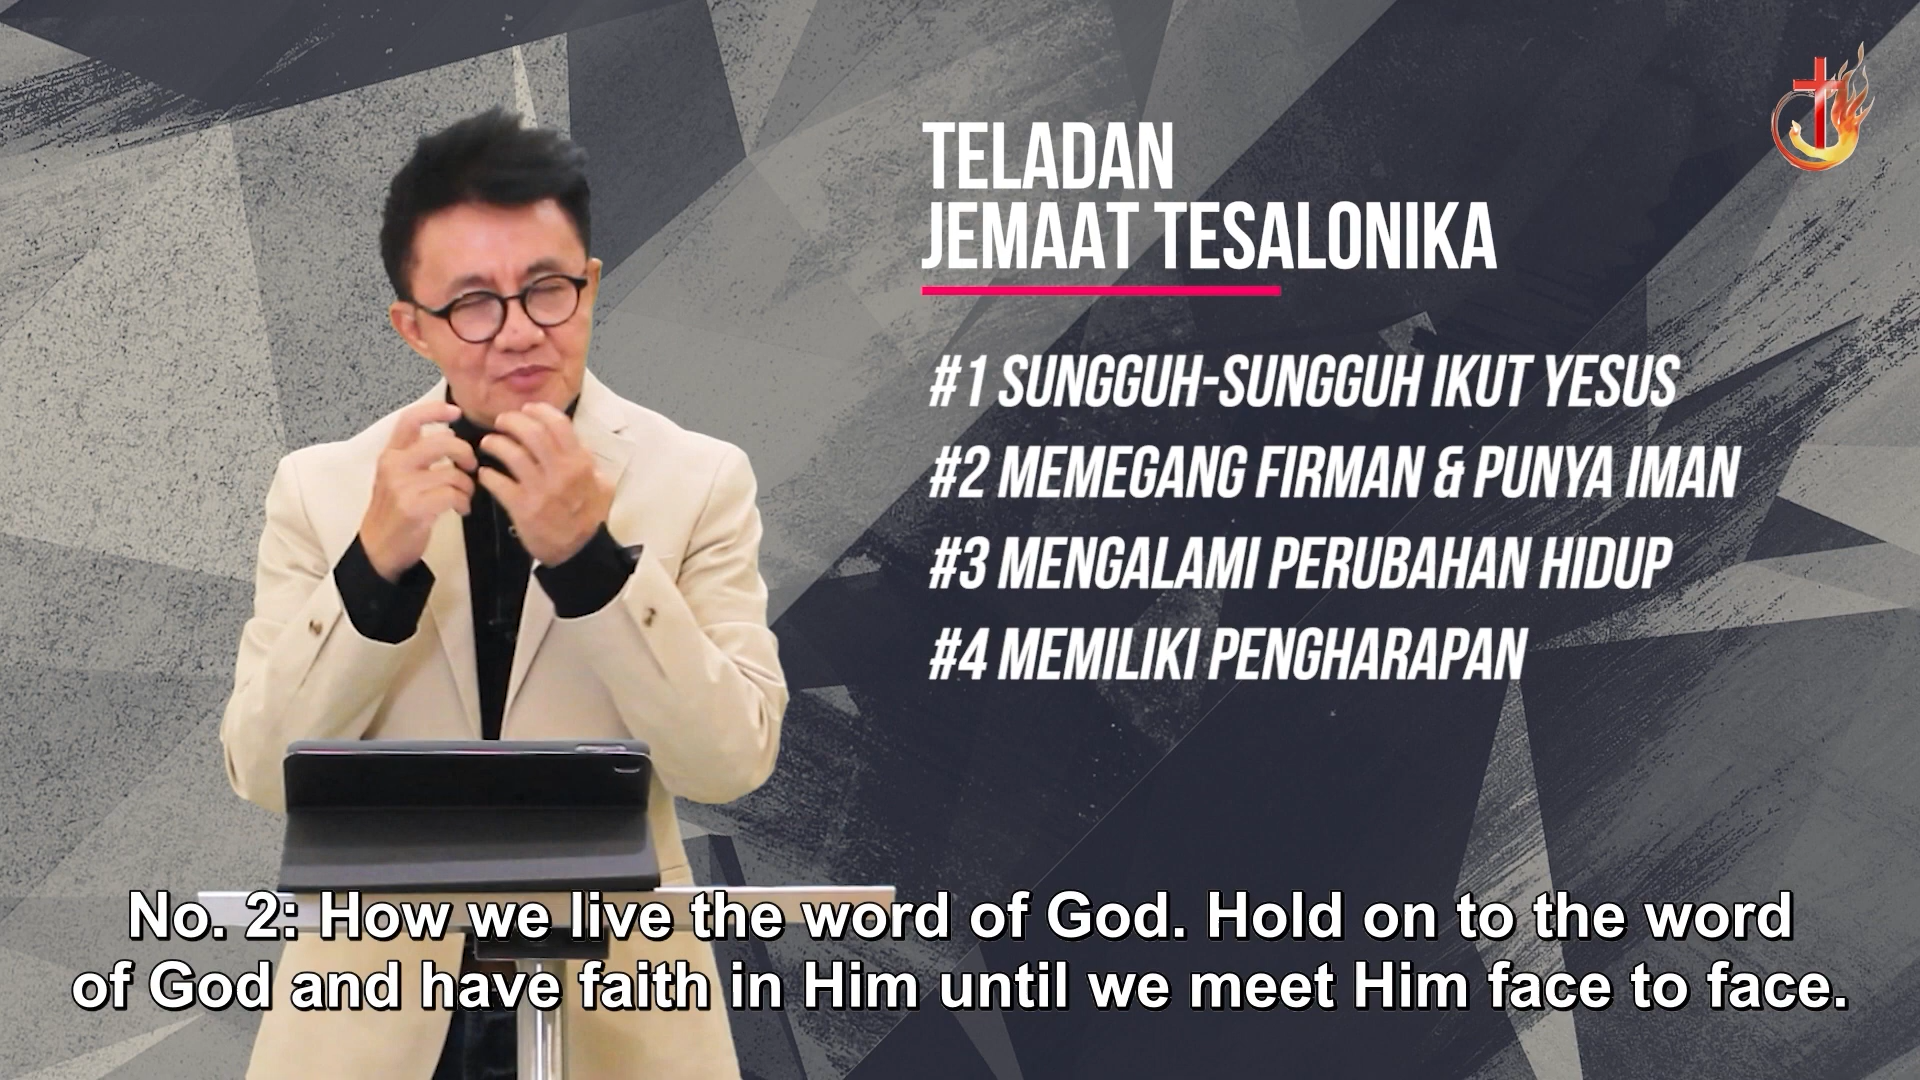 TELADAN
JEMAAT TESALONIKA
#1 SUNGGUH-SUNGGUH IKUT YESUS
#2 MEMEGANG FIRMAN & PUNYA IMAN
#3 MENGALAMI PERUBAHAN HIDUP
#4 MEMILIKI PENGHARAPAN
No. 2: How we live the word of God. Hold on to the word
of God and have faith in Him until we meet Him face to face.